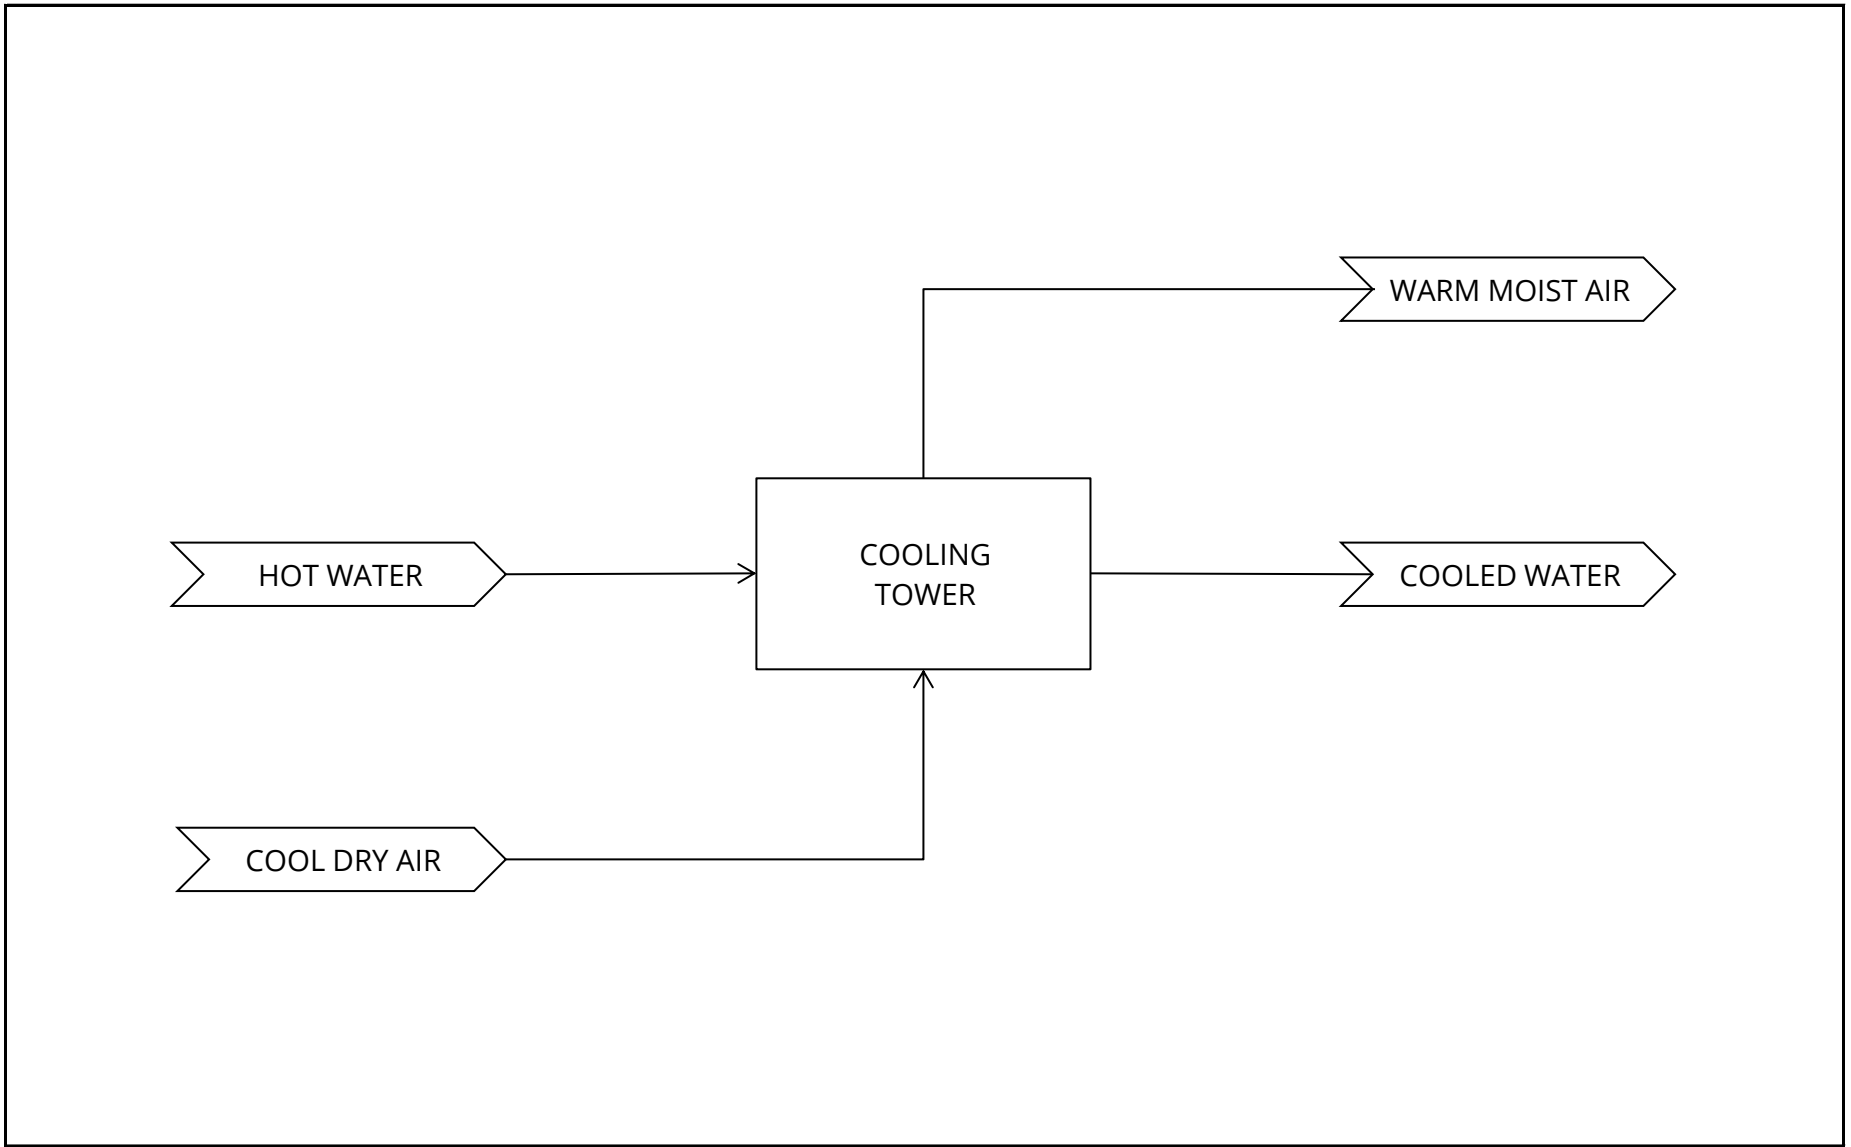 WARM MOIST AIR
HOT WATER
COOLING
TOWER
COOLED WATER
COOL DRY AIR